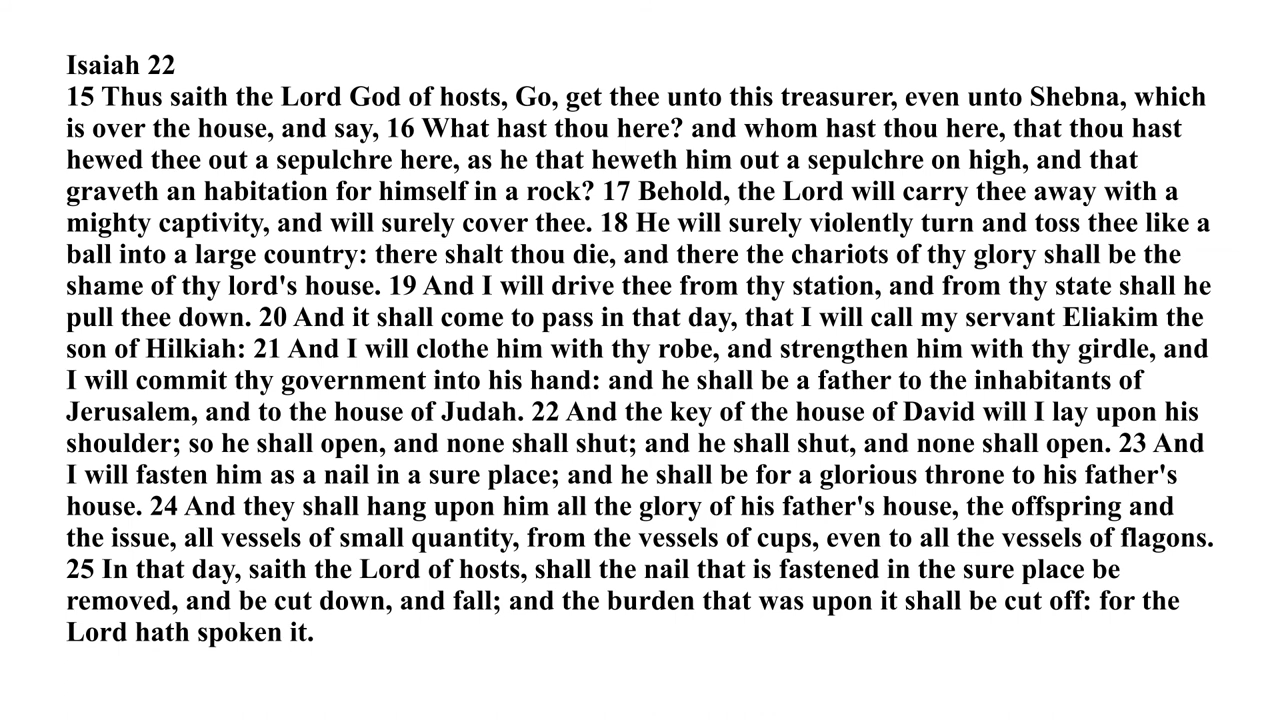 Isaiah 22
15 Thus saith the Lord God of hosts, Go, get thee unto this treasurer, even unto Shebna, which
is over the house, and say, 16 What hast thou here? and whom hast thou here, that thou hast
hewed thee out a sepulchre here, as he that heweth him out a sepulchre on high, and that
graveth an habitation for himself in a rock? 17 Behold, the Lord will carry thee away with a
mighty captivity, and will surely cover thee. 18 He will surely violently turn and toss thee like a
ball into a large country: there shalt thou die, and there the chariots of thy glory shall be the
shame of thy lord's house. 19 And I will drive thee from thy station, and from thy state shall he
pull thee down. 20 And it shall come to pass in that day, that I will call my servant Eliakim the
son of Hilkiah: 21 And I will clothe him with thy robe, and strengthen him with thy girdle, and
I will commit thy government into his hand: and he shall be a father to the inhabitants of
Jerusalem, and to the house of Judah. 22 And the key of the house of David will I lay upon his
shoulder; so he shall open, and none shall shut; and he shall shut, and none shall open. 23 And
I will fasten him as a nail in a sure place; and he shall be for a glorious throne to his father's
house. 24 And they shall hang upon him all the glory of his father's house, the offspring and
the issue, all vessels of small quantity, from the vessels of cups, even to all the vessels of flagons.
25 In that day, saith the Lord of hosts, shall the nail that is fastened in the sure place be
removed, and be cut down, and fall; and the burden that was upon it shall be cut off: for the
Lord hath spoken it.